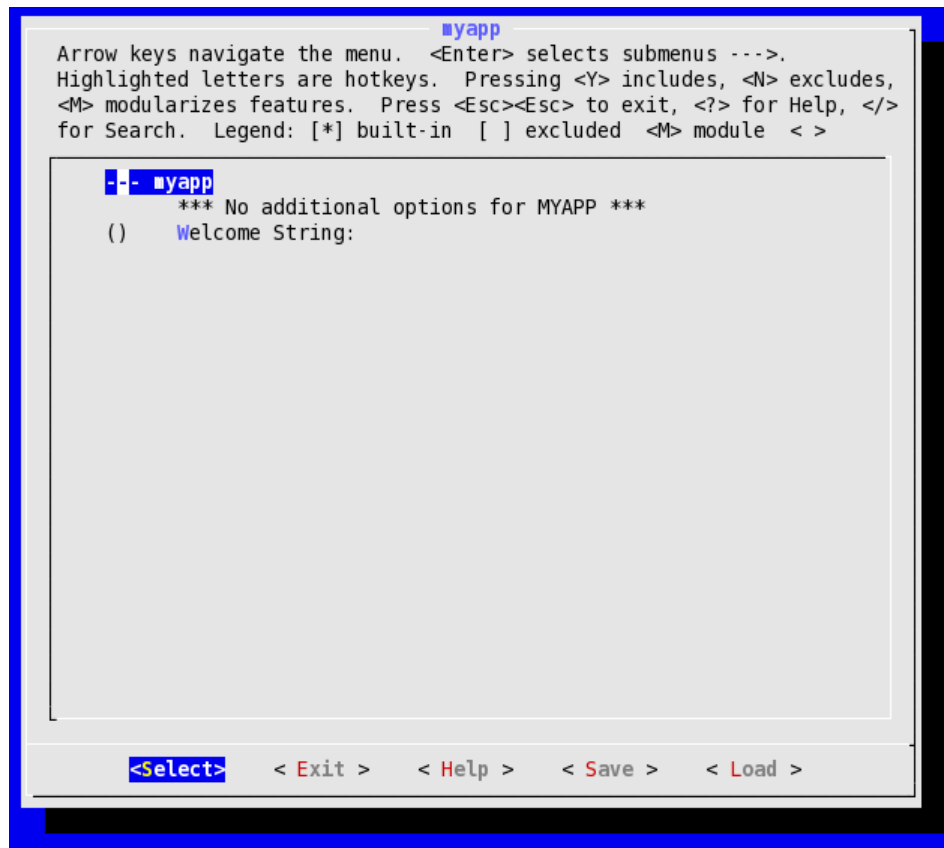 myapp
Arrow keys navigate the menu.  <Enter> selects submenus --->.
Highlighted letters are hotkeys.  Pressing <Y> includes, <N> excludes,
<M> modularizes features.  Press <Esc><Esc> to exit, <?> for Help, </>
for Search.  Legend: [*] built-in  [ ] excluded  <M> module  < >
--- myapp
*** No additional options for MYAPP ***
()    Welcome String:
<Select>    < Exit >    < Help >    < Save >    < Load >